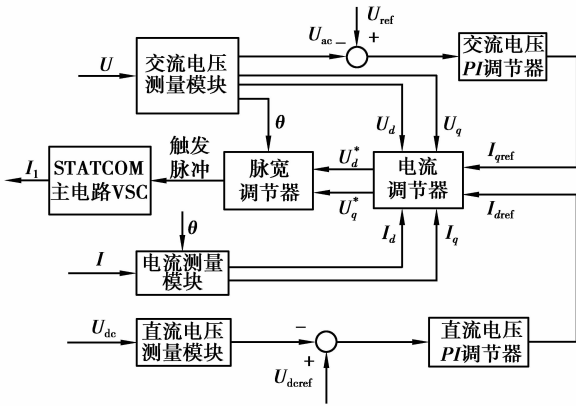 U_ref
U_ac − +
U
交流电压
测量模块
交流电压
PI调节器
θ
U_d
U_q
触发
脉冲
I_1
STATCOM
主电路VSC
脉宽
调节器
U_d^*
U_q^*
电流
调节器
I_qref
I_dref
θ
I_d
I_q
I
电流测量
模块
U_dc
直流电压
测量模块
−
+
U_dcref
直流电压
PI调节器